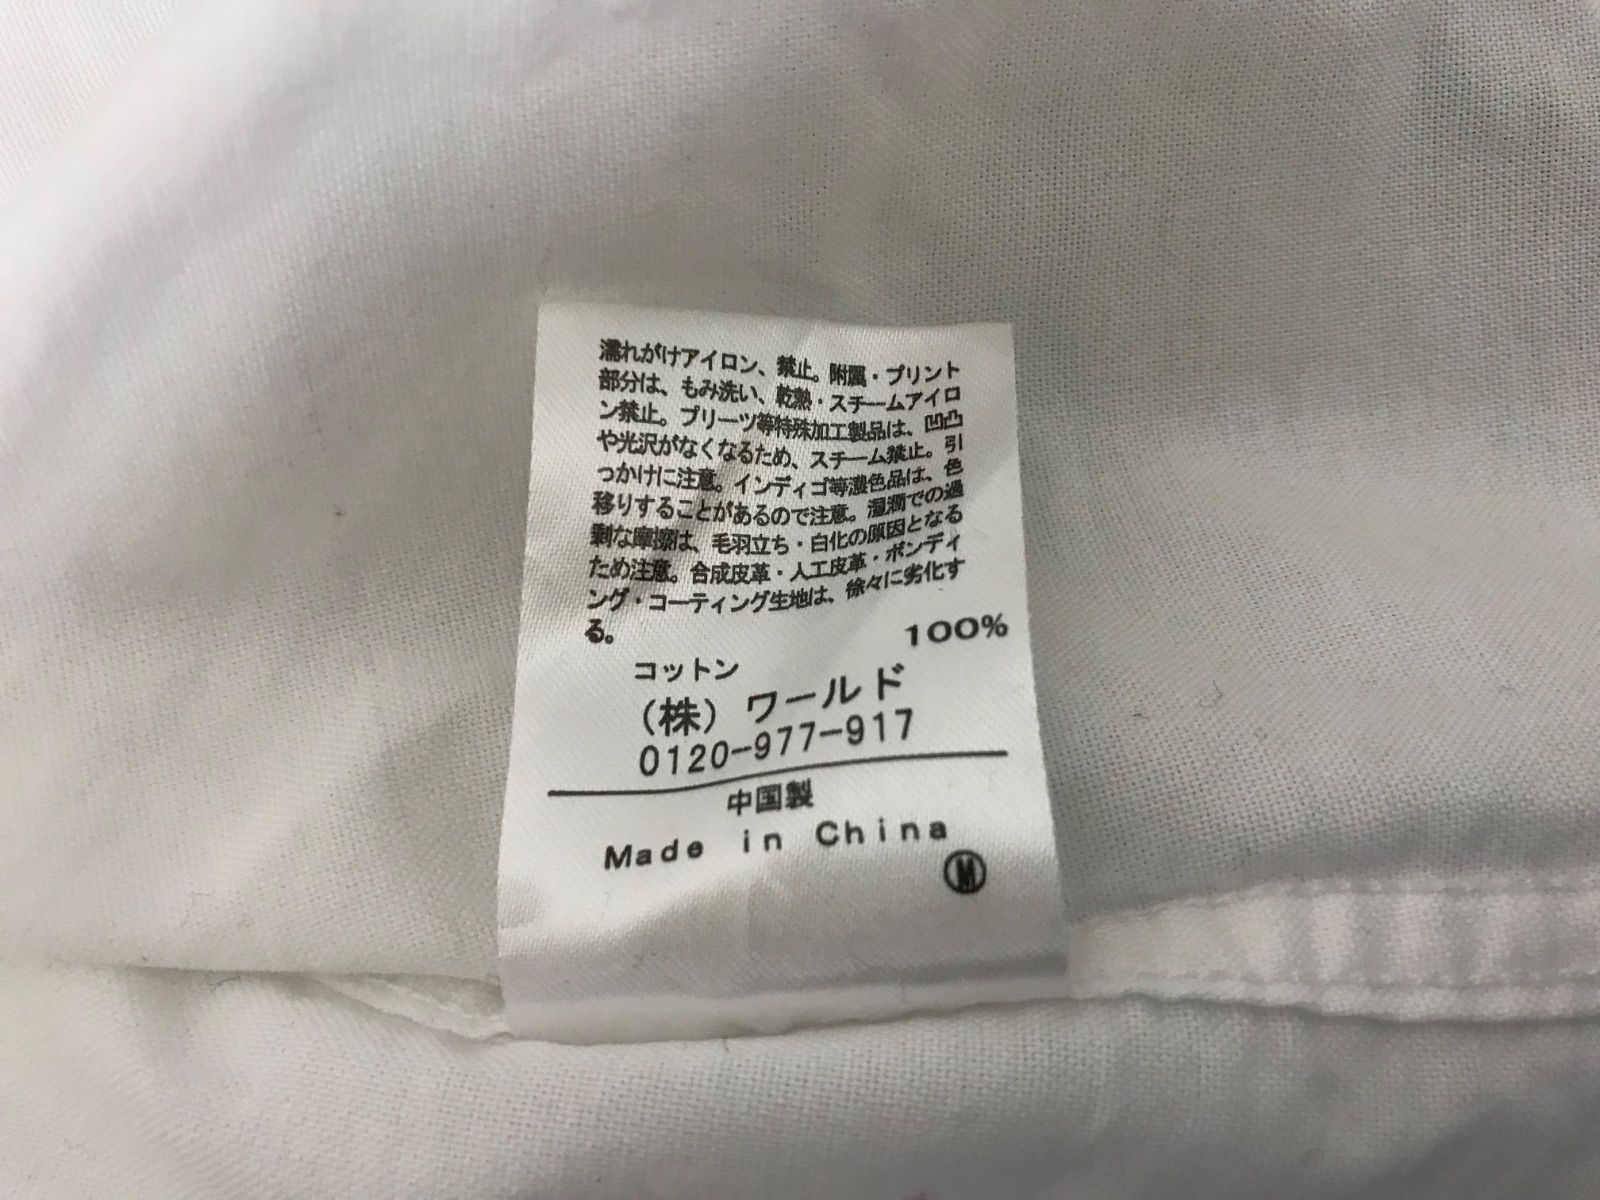 濡れがけアイロン、禁止。附属・プリント
部分は、もみ洗い、乾熱・スチームアイロ
ン禁止。プリーツ等特殊加工製品は、凹凸
や光沢がなくなるため、スチーム禁止。引
っかけに注意。インディゴ等濃色品は、色
移りすることがあるので注意。湿潤での過
剰な摩擦は、毛羽立ち・白化の原因となる
ため注意。合成皮革・人工皮革・ボンディ
ング・コーティング生地は、徐々に劣化す
る。
100%
コットン
(株) ワールド
0120-977-917
中国製
Made in China
Ⓜ